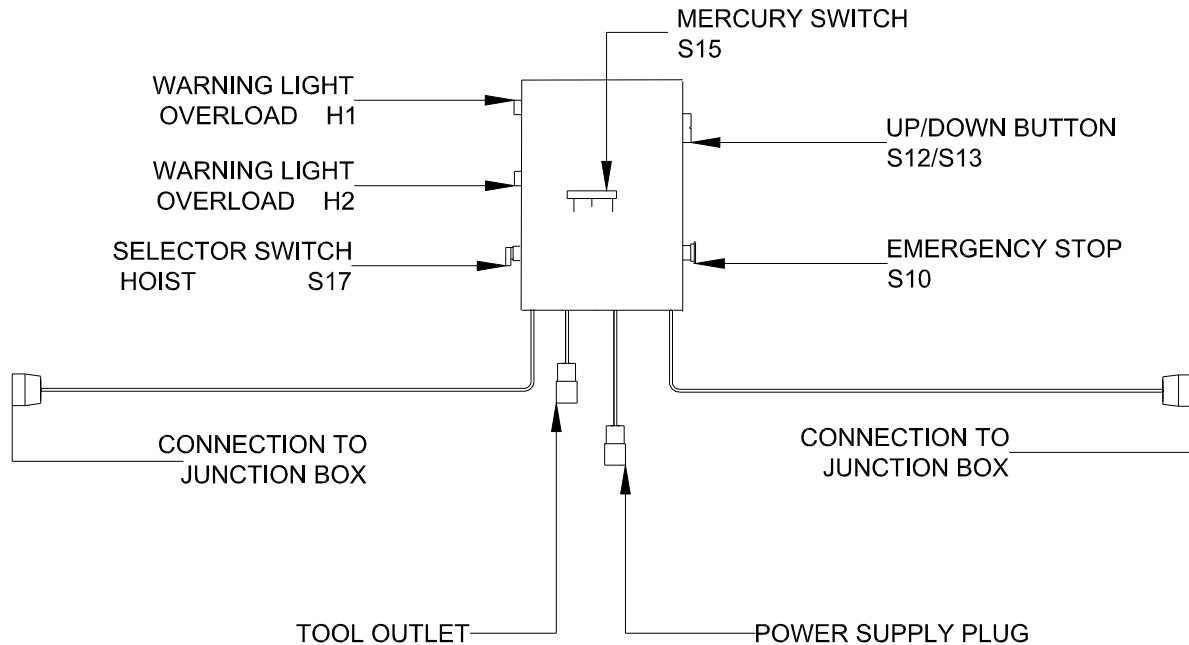 MERCURY SWITCH
S15
WARNING LIGHT
OVERLOAD H1
UP/DOWN BUTTON
S12/S13
WARNING LIGHT
OVERLOAD H2
SELECTOR SWITCH
HOIST S17
EMERGENCY STOP
S10
CONNECTION TO
JUNCTION BOX
CONNECTION TO
JUNCTION BOX
TOOL OUTLET
POWER SUPPLY PLUG